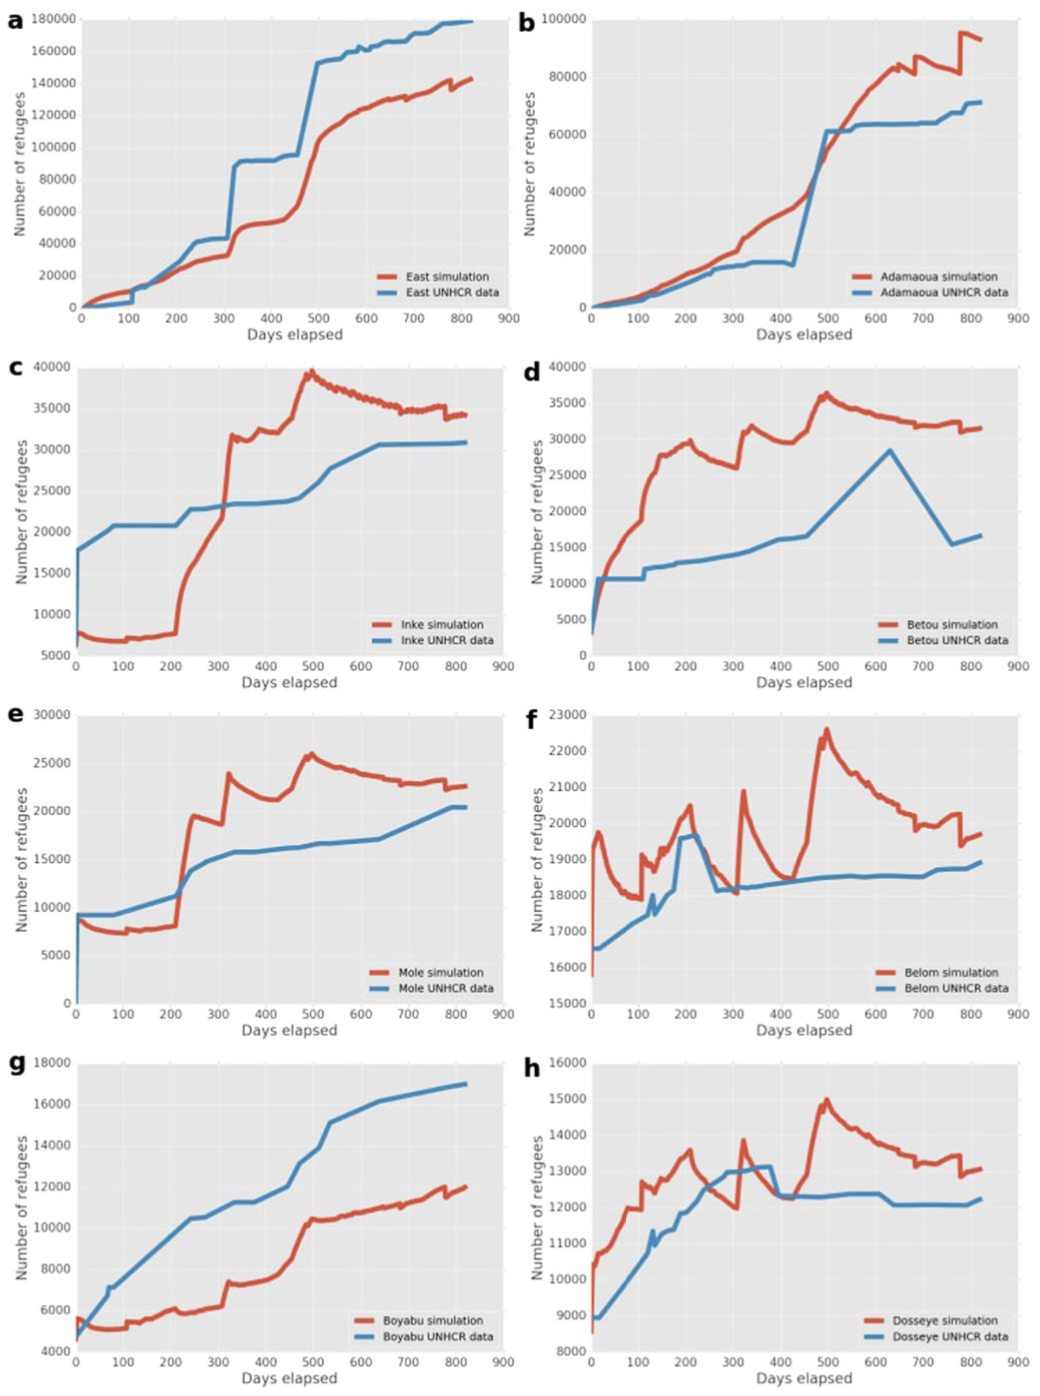 a
180000
160000
140000
120000
100000
80000
60000
40000
20000
0
Number of refugees
East simulation
East UNHCR data
0 100 200 300 400 500 600 700 800 900
Days elapsed
b
100000
80000
60000
40000
20000
0
Number of refugees
Adamaoua simulation
Adamaoua UNHCR data
0 100 200 300 400 500 600 700 800 900
Days elapsed
c
40000
35000
30000
25000
20000
15000
10000
5000
Number of refugees
Inke simulation
Inke UNHCR data
0 100 200 300 400 500 600 700 800 900
Days elapsed
d
40000
35000
30000
25000
20000
15000
10000
5000
0
Number of refugees
Betou simulation
Betou UNHCR data
0 100 200 300 400 500 600 700 800 900
Days elapsed
e
30000
25000
20000
15000
10000
5000
0
Number of refugees
Mole simulation
Mole UNHCR data
0 100 200 300 400 500 600 700 800 900
Days elapsed
f
23000
22000
21000
20000
19000
18000
17000
16000
15000
Number of refugees
Belom simulation
Belom UNHCR data
0 100 200 300 400 500 600 700 800 900
Days elapsed
g
18000
16000
14000
12000
10000
8000
6000
4000
Number of refugees
Boyabu simulation
Boyabu UNHCR data
0 100 200 300 400 500 600 700 800 900
Days elapsed
h
16000
15000
14000
13000
12000
11000
10000
9000
8000
Number of refugees
Dosseye simulation
Dosseye UNHCR data
0 100 200 300 400 500 600 700 800 900
Days elapsed